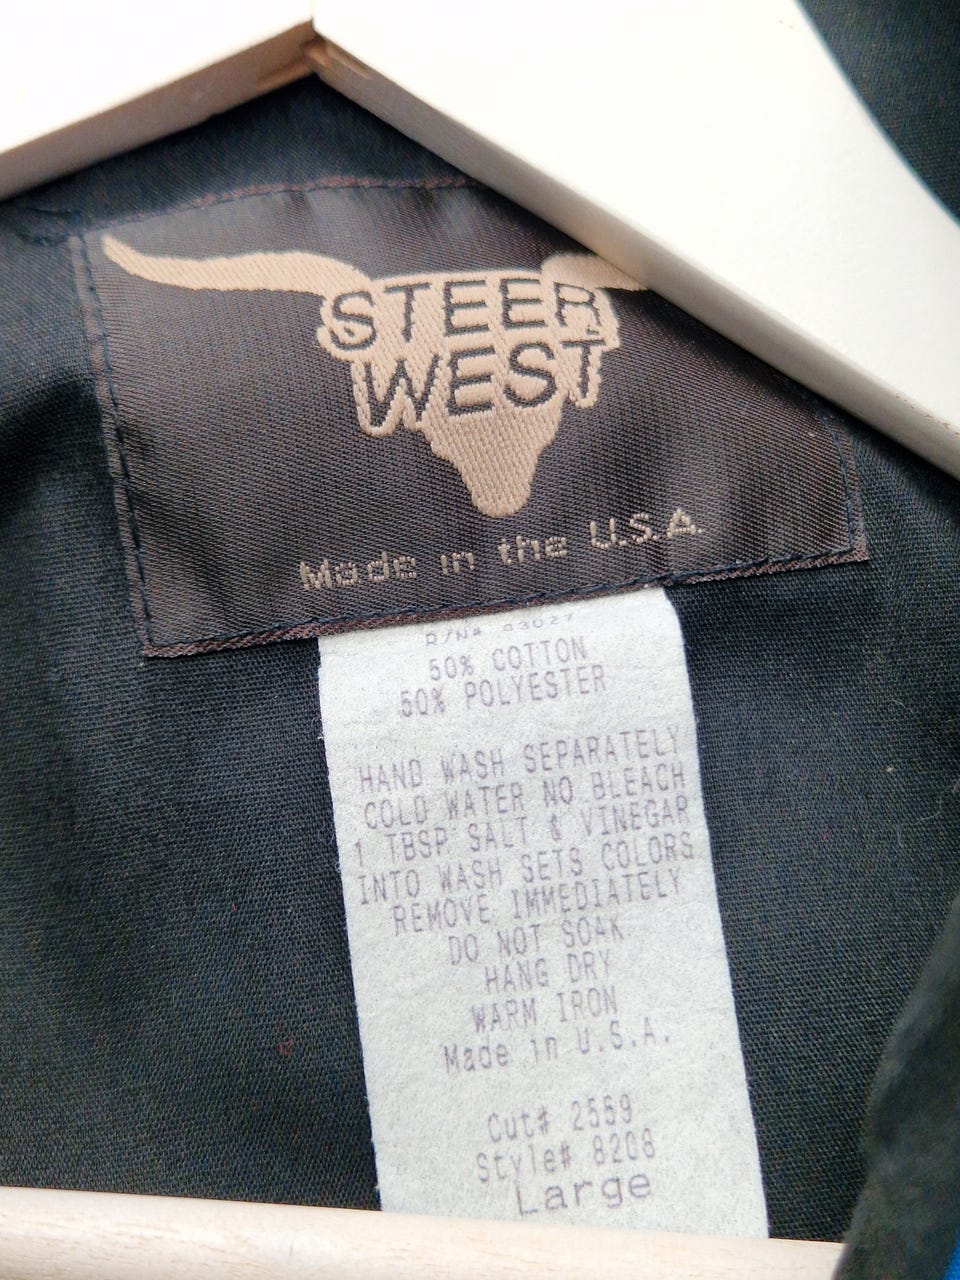 STEER
WEST
Made in the U.S.A.
R/N# 83027
50% COTTON
50% POLYESTER
HAND WASH SEPARATELY
COLD WATER NO BLEACH
1 TBSP SALT & VINEGAR
INTO WASH SETS COLORS
REMOVE IMMEDIATELY
DO NOT SOAK
HANG DRY
WARM IRON
Made in U.S.A.
Cut# 2559
Style# 8208
Large